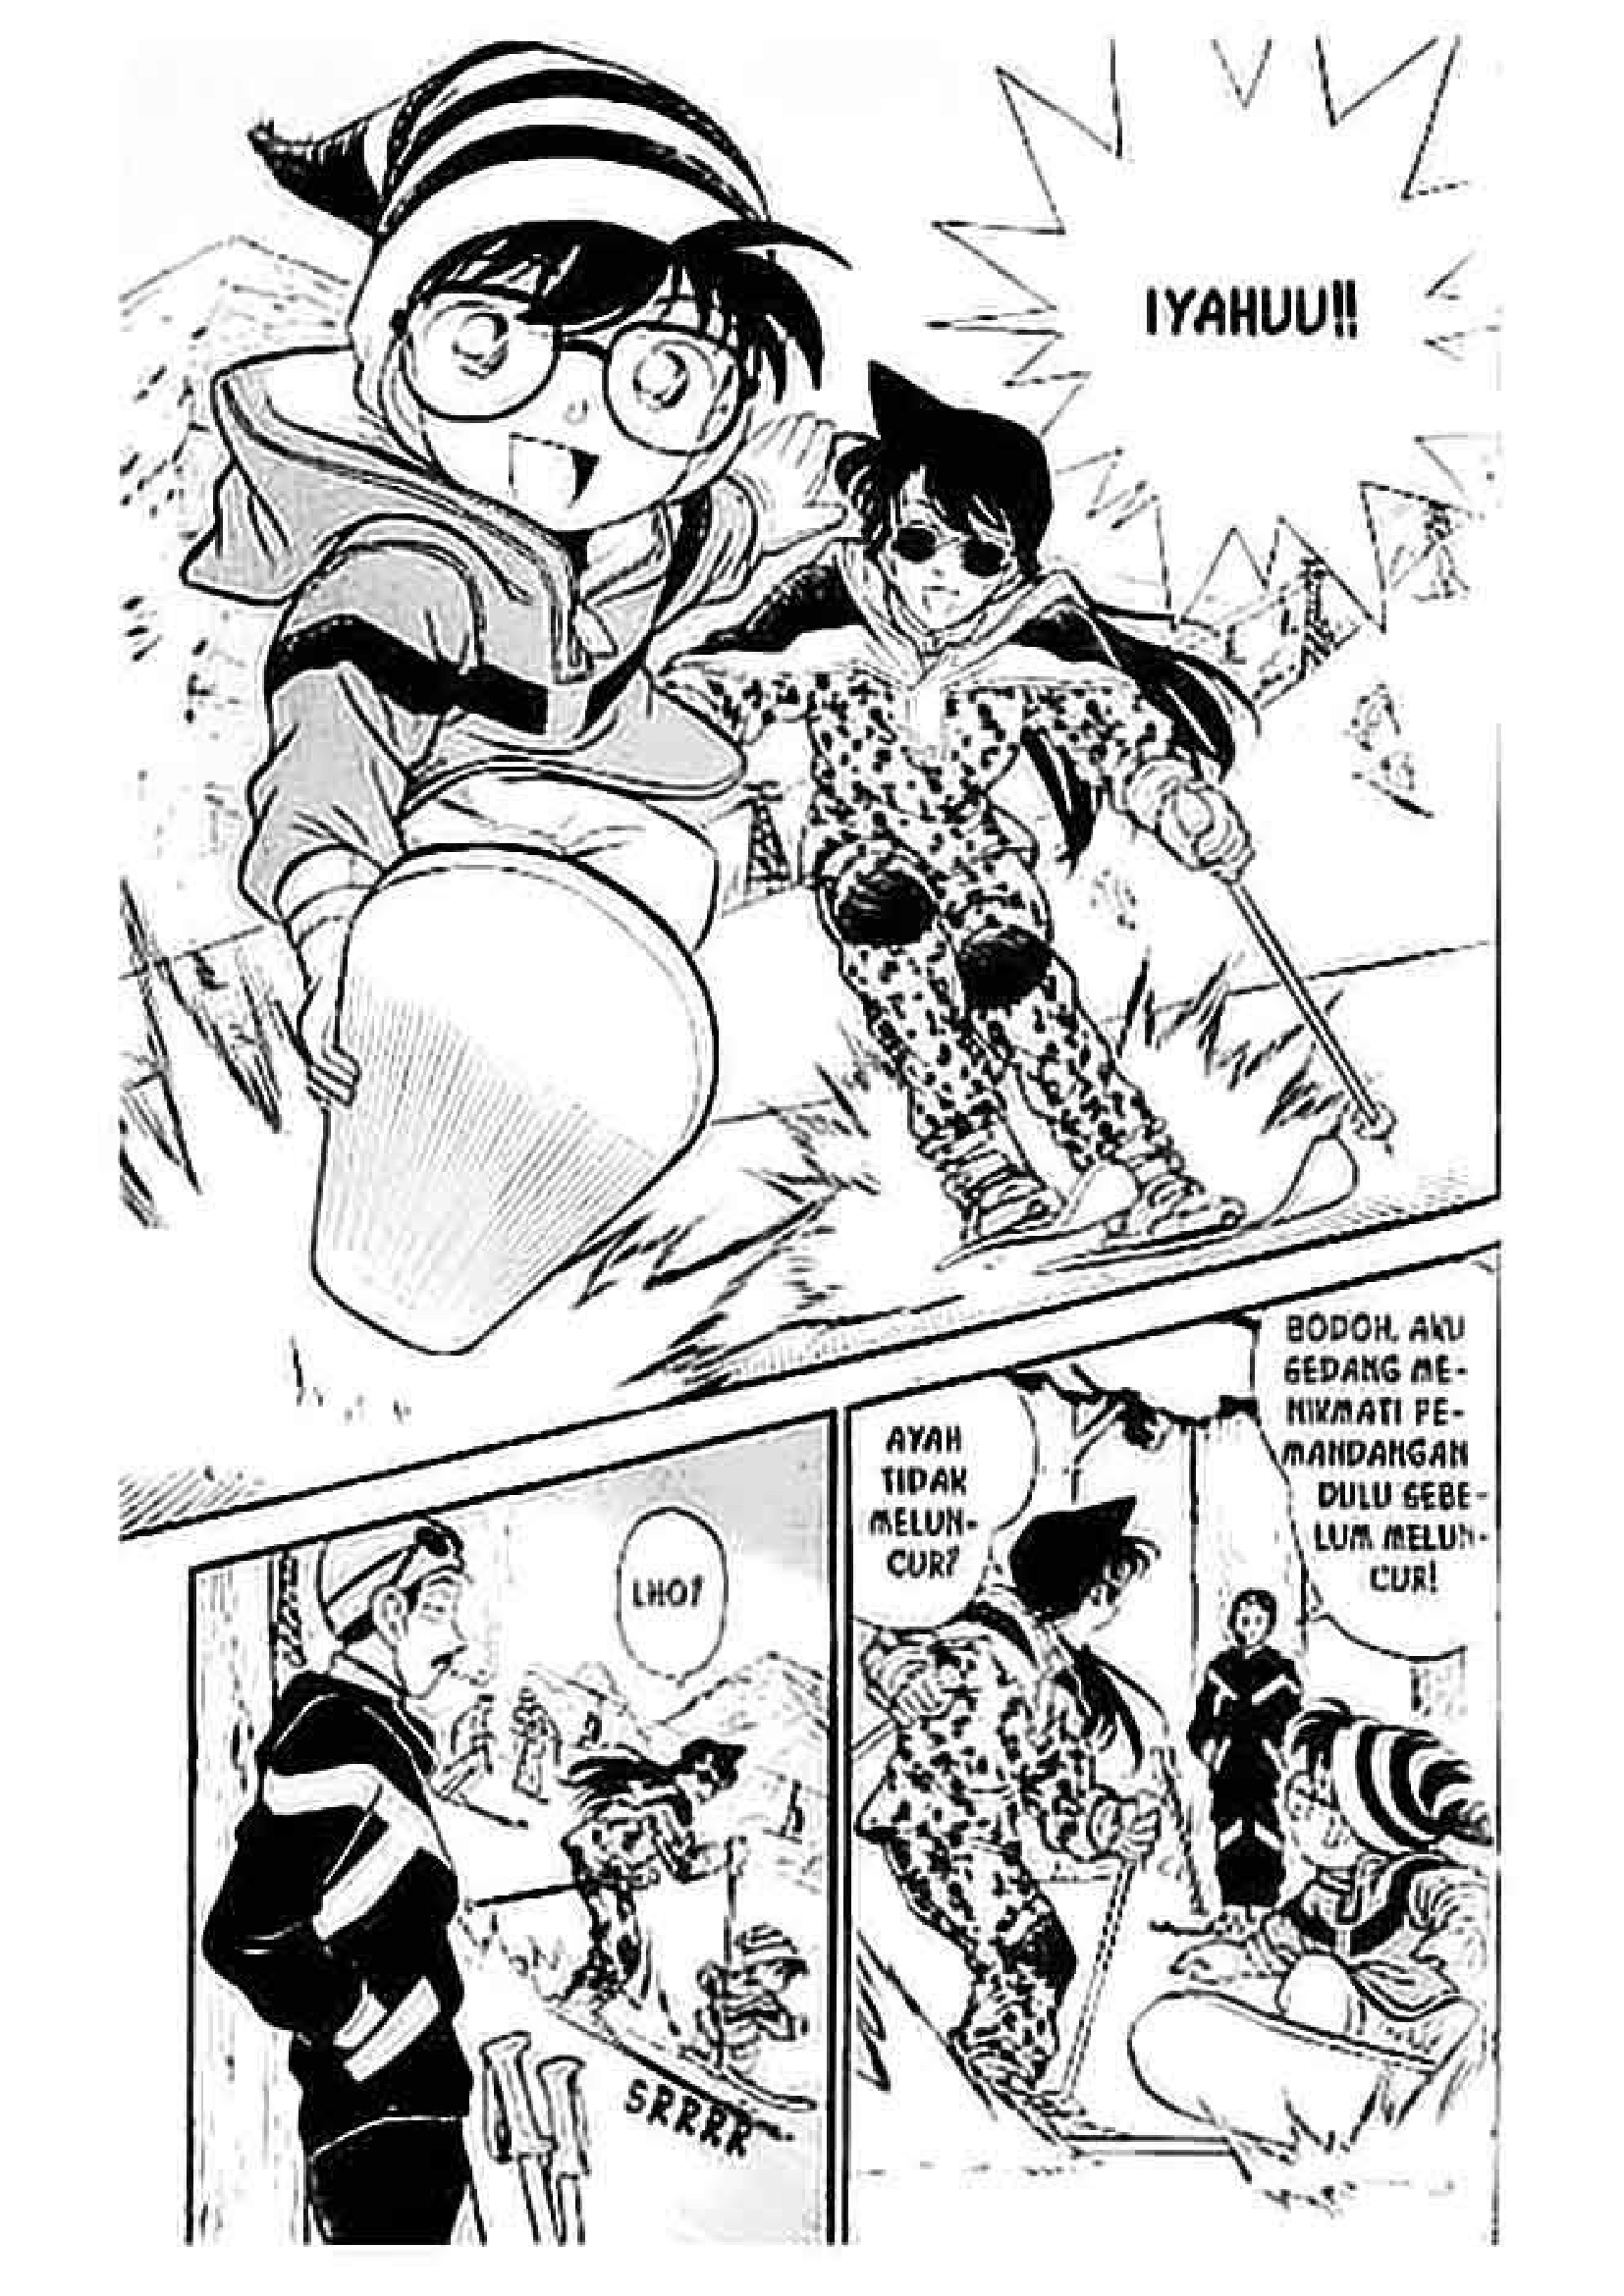 IYAHUU!!
LHO?
SRRRR
AYAH
TIDAK
MELUN-
CUR?
BODOH, AKU
SEDANG ME-
NIKMATI PE-
MANDANGAN
DULU SEBE-
LUM MELUN-
CUR!